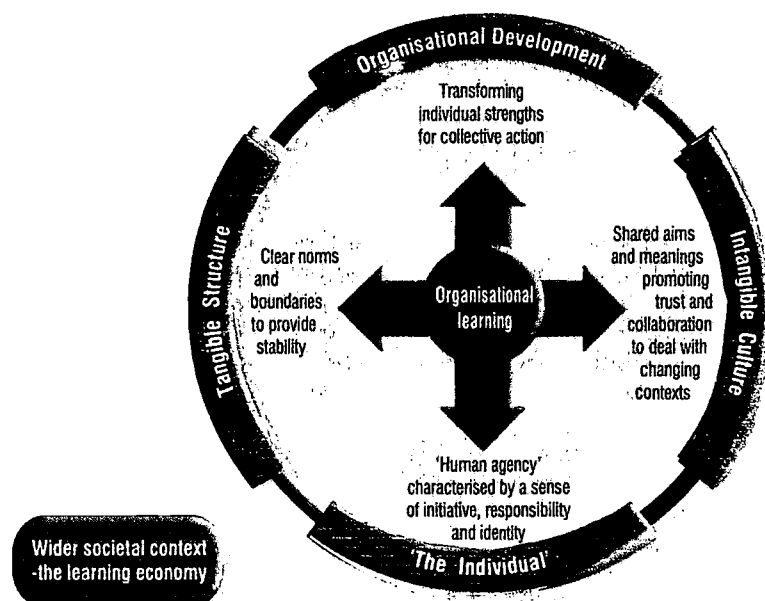 Organisational Development
Transforming
individual strengths
for collective action
Tangible Structure
Clear norms
and
boundaries
to provide
stability
Organisational
learning
Shared aims
and meanings
promoting
trust and
collaboration
to deal with
changing
contexts
Intangible Culture
'Human agency'
characterised by a sense
of initiative, responsibility
and identity
'The Individual'
Wider societal context
-the learning economy